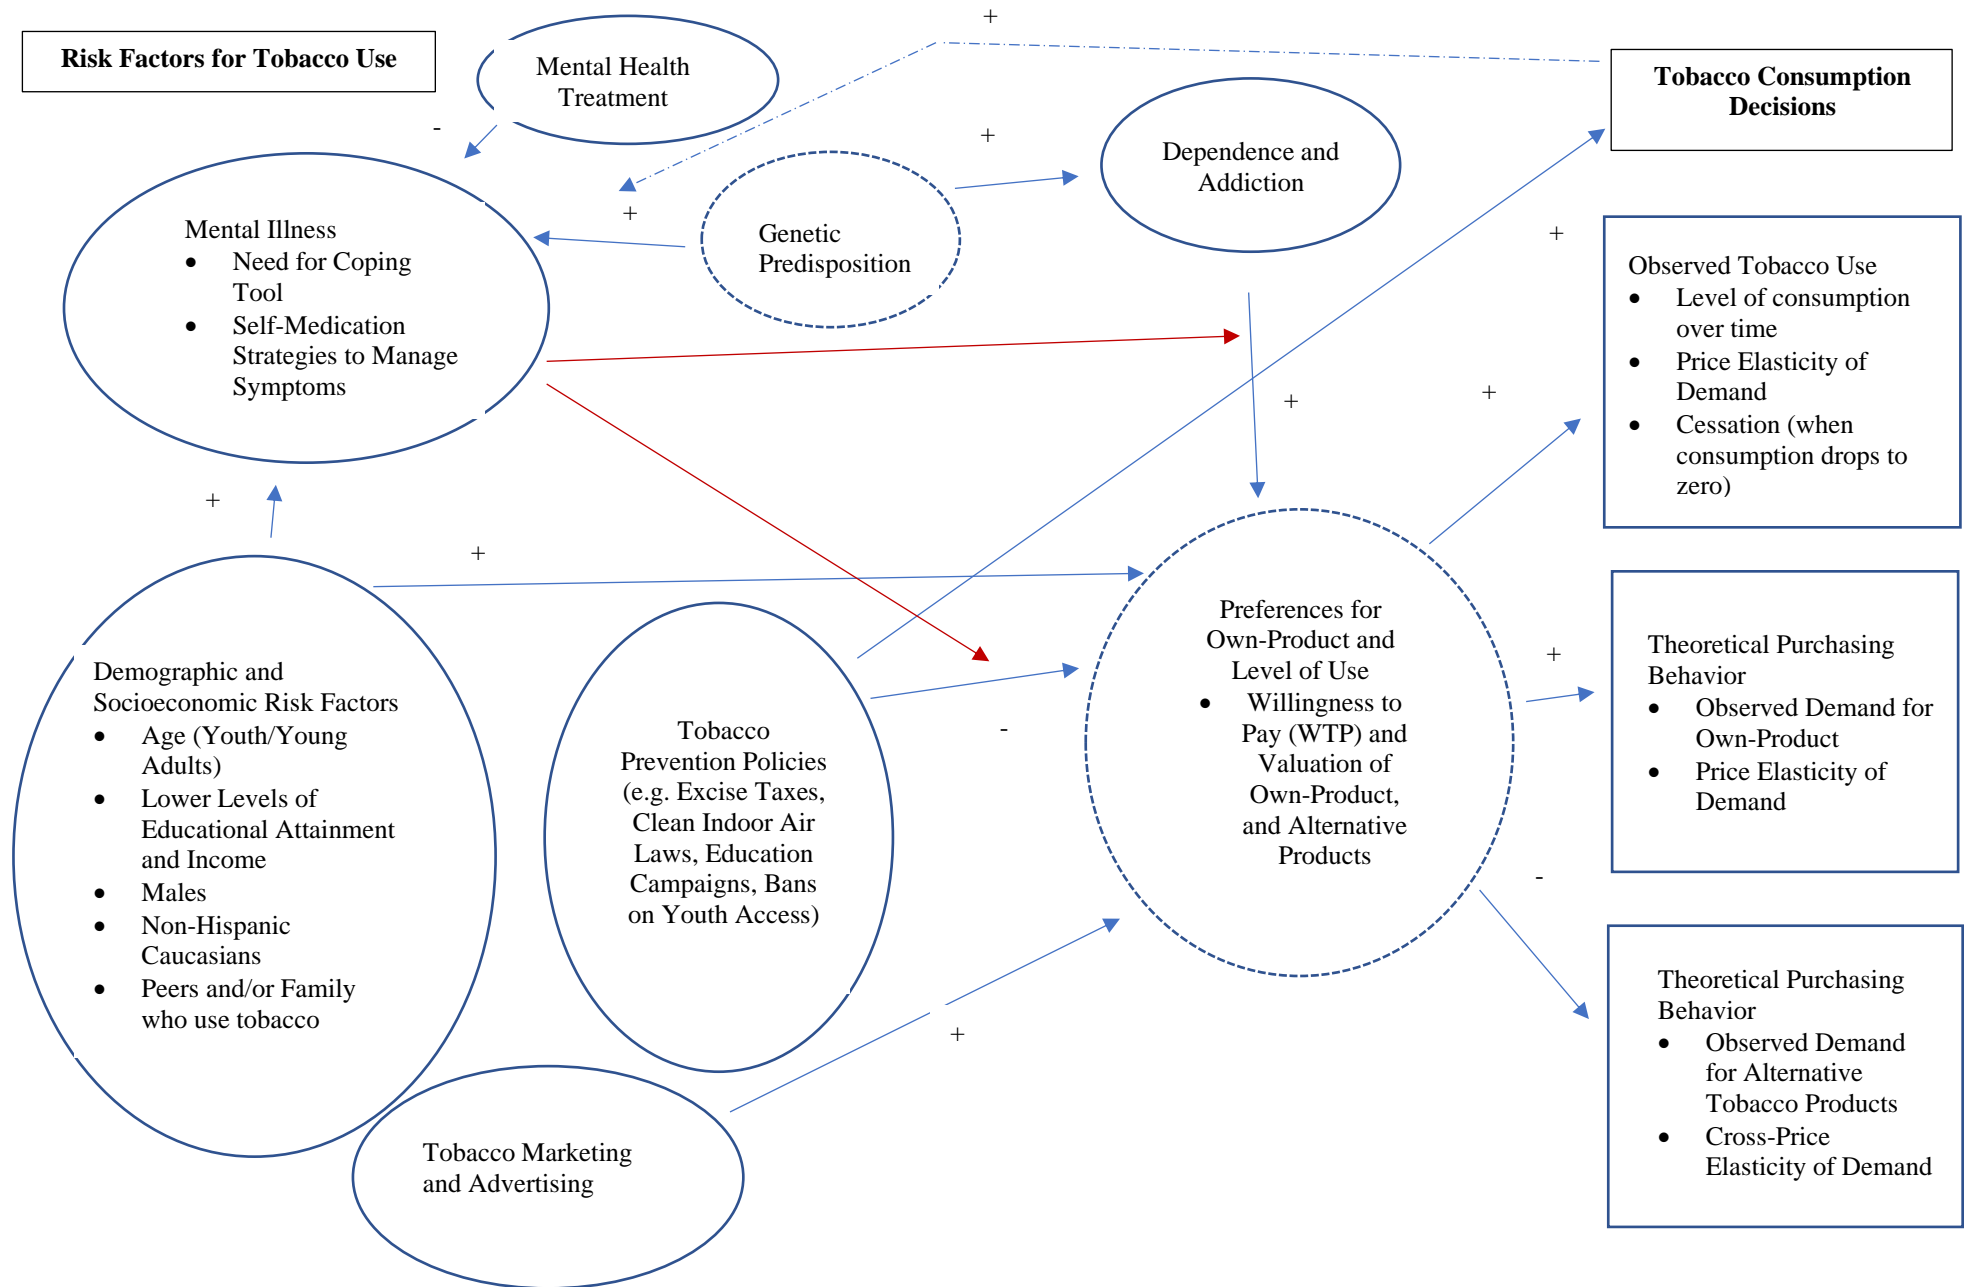 +
Risk Factors for Tobacco Use
Mental Health
Treatment
Tobacco Consumption
Decisions
-
+
Dependence and
Addiction
Mental Illness
• Need for Coping
Tool
• Self-Medication
Strategies to Manage
Symptoms
+
Genetic
Predisposition
+
Observed Tobacco Use
• Level of consumption
over time
• Price Elasticity of
Demand
• Cessation (when
consumption drops to
zero)
+
+
+
+
Demographic and
Socioeconomic Risk Factors
• Age (Youth/Young
Adults)
• Lower Levels of
Educational Attainment
and Income
• Males
• Non-Hispanic
Caucasians
• Peers and/or Family
who use tobacco
Tobacco
Prevention Policies
(e.g. Excise Taxes,
Clean Indoor Air
Laws, Education
Campaigns, Bans
on Youth Access)
-
Preferences for
Own-Product and
Level of Use
• Willingness to
Pay (WTP) and
Valuation of
Own-Product,
and Alternative
Products
+
Theoretical Purchasing
Behavior
• Observed Demand for
Own-Product
• Price Elasticity of
Demand
-
Theoretical Purchasing
Behavior
• Observed Demand
for Alternative
Tobacco Products
• Cross-Price
Elasticity of Demand
+
Tobacco Marketing
and Advertising